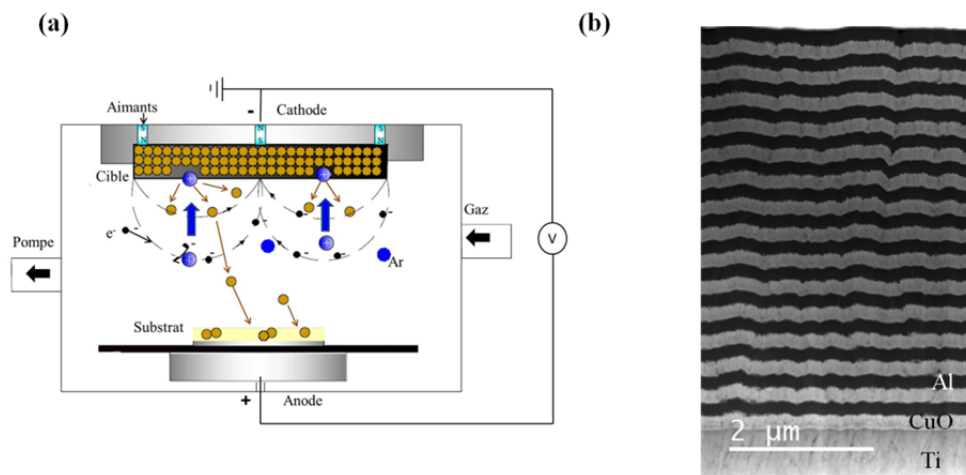 (a)
(b)
Aimants
-
Cathode
S
N
N
S
S
N
Cible
e-
Pompe
Gaz
V
Ar
Substrat
+
Anode
Al
CuO
2 µm
Ti